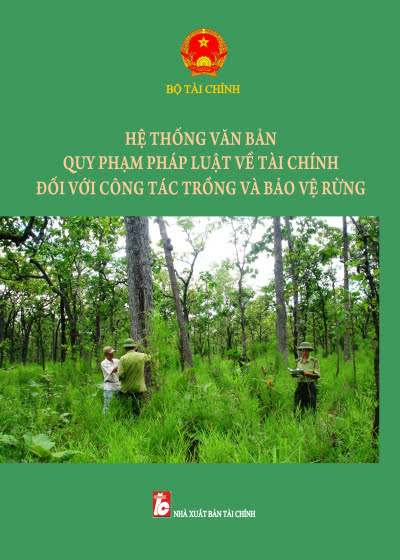 BỘ TÀI CHÍNH
HỆ THỐNG VĂN BẢN
QUY PHẠM PHÁP LUẬT VỀ TÀI CHÍNH
ĐỐI VỚI CÔNG TÁC TRỒNG VÀ BẢO VỆ RỪNG
NHÀ XUẤT BẢN TÀI CHÍNH